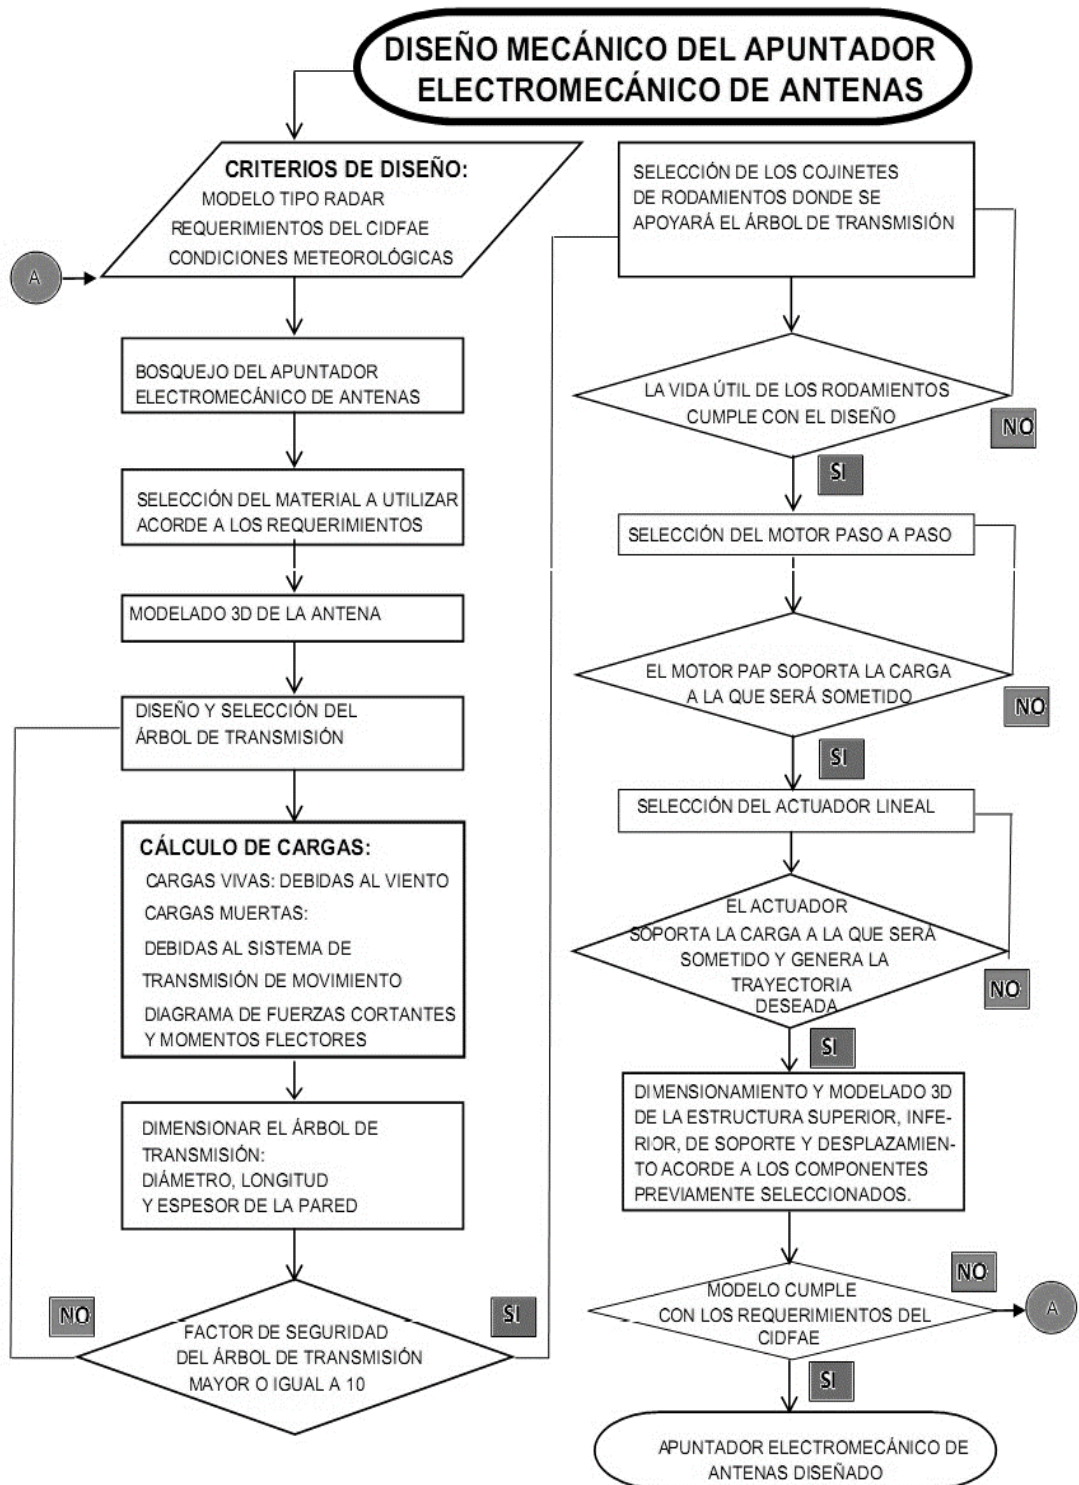 DISEÑO MECÁNICO DEL APUNTADOR
ELECTROMECÁNICO DE ANTENAS
CRITERIOS DE DISEÑO:
MODELO TIPO RADAR
REQUERIMIENTOS DEL CIDFAE
CONDICIONES METEOROLÓGICAS
A
BOSQUEJO DEL APUNTADOR
ELECTROMECÁNICO DE ANTENAS
SELECCIÓN DEL MATERIAL A UTILIZAR
ACORDE A LOS REQUERIMIENTOS
MODELADO 3D DE LA ANTENA
DISEÑO Y SELECCIÓN DEL
ÁRBOL DE TRANSMISIÓN
CÁLCULO DE CARGAS:
CARGAS VIVAS: DEBIDAS AL VIENTO
CARGAS MUERTAS:
DEBIDAS AL SISTEMA DE
TRANSMISIÓN DE MOVIMIENTO
DIAGRAMA DE FUERZAS CORTANTES
Y MOMENTOS FLECTORES
DIMENSIONAR EL ÁRBOL DE
TRANSMISIÓN:
DIÁMETRO, LONGITUD
Y ESPESOR DE LA PARED
NO
SI
FACTOR DE SEGURIDAD
DEL ÁRBOL DE TRANSMISIÓN
MAYOR O IGUAL A 10
SELECCIÓN DE LOS COJINETES
DE RODAMIENTOS DONDE SE
APOYARÁ EL ÁRBOL DE TRANSMISIÓN
LA VIDA ÚTIL DE LOS RODAMIENTOS
CUMPLE CON EL DISEÑO
NO
SI
SELECCIÓN DEL MOTOR PASO A PASO
EL MOTOR PAP SOPORTA LA CARGA
A LA QUE SERÁ SOMETIDO
NO
SI
SELECCIÓN DEL ACTUADOR LINEAL
EL ACTUADOR
SOPORTA LA CARGA A LA QUE SERÁ
SOMETIDO Y GENERA LA
TRAYECTORIA
DESEADA
NO
SI
DIMENSIONAMIENTO Y MODELADO 3D
DE LA ESTRUCTURA SUPERIOR, INFE-
RIOR, DE SOPORTE Y DESPLAZAMIEN-
TO ACORDE A LOS COMPONENTES
PREVIAMENTE SELECCIONADOS.
NO
MODELO CUMPLE
CON LOS REQUERIMIENTOS DEL
CIDFAE
A
SI
APUNTADOR ELECTROMECÁNICO DE
ANTENAS DISEÑADO